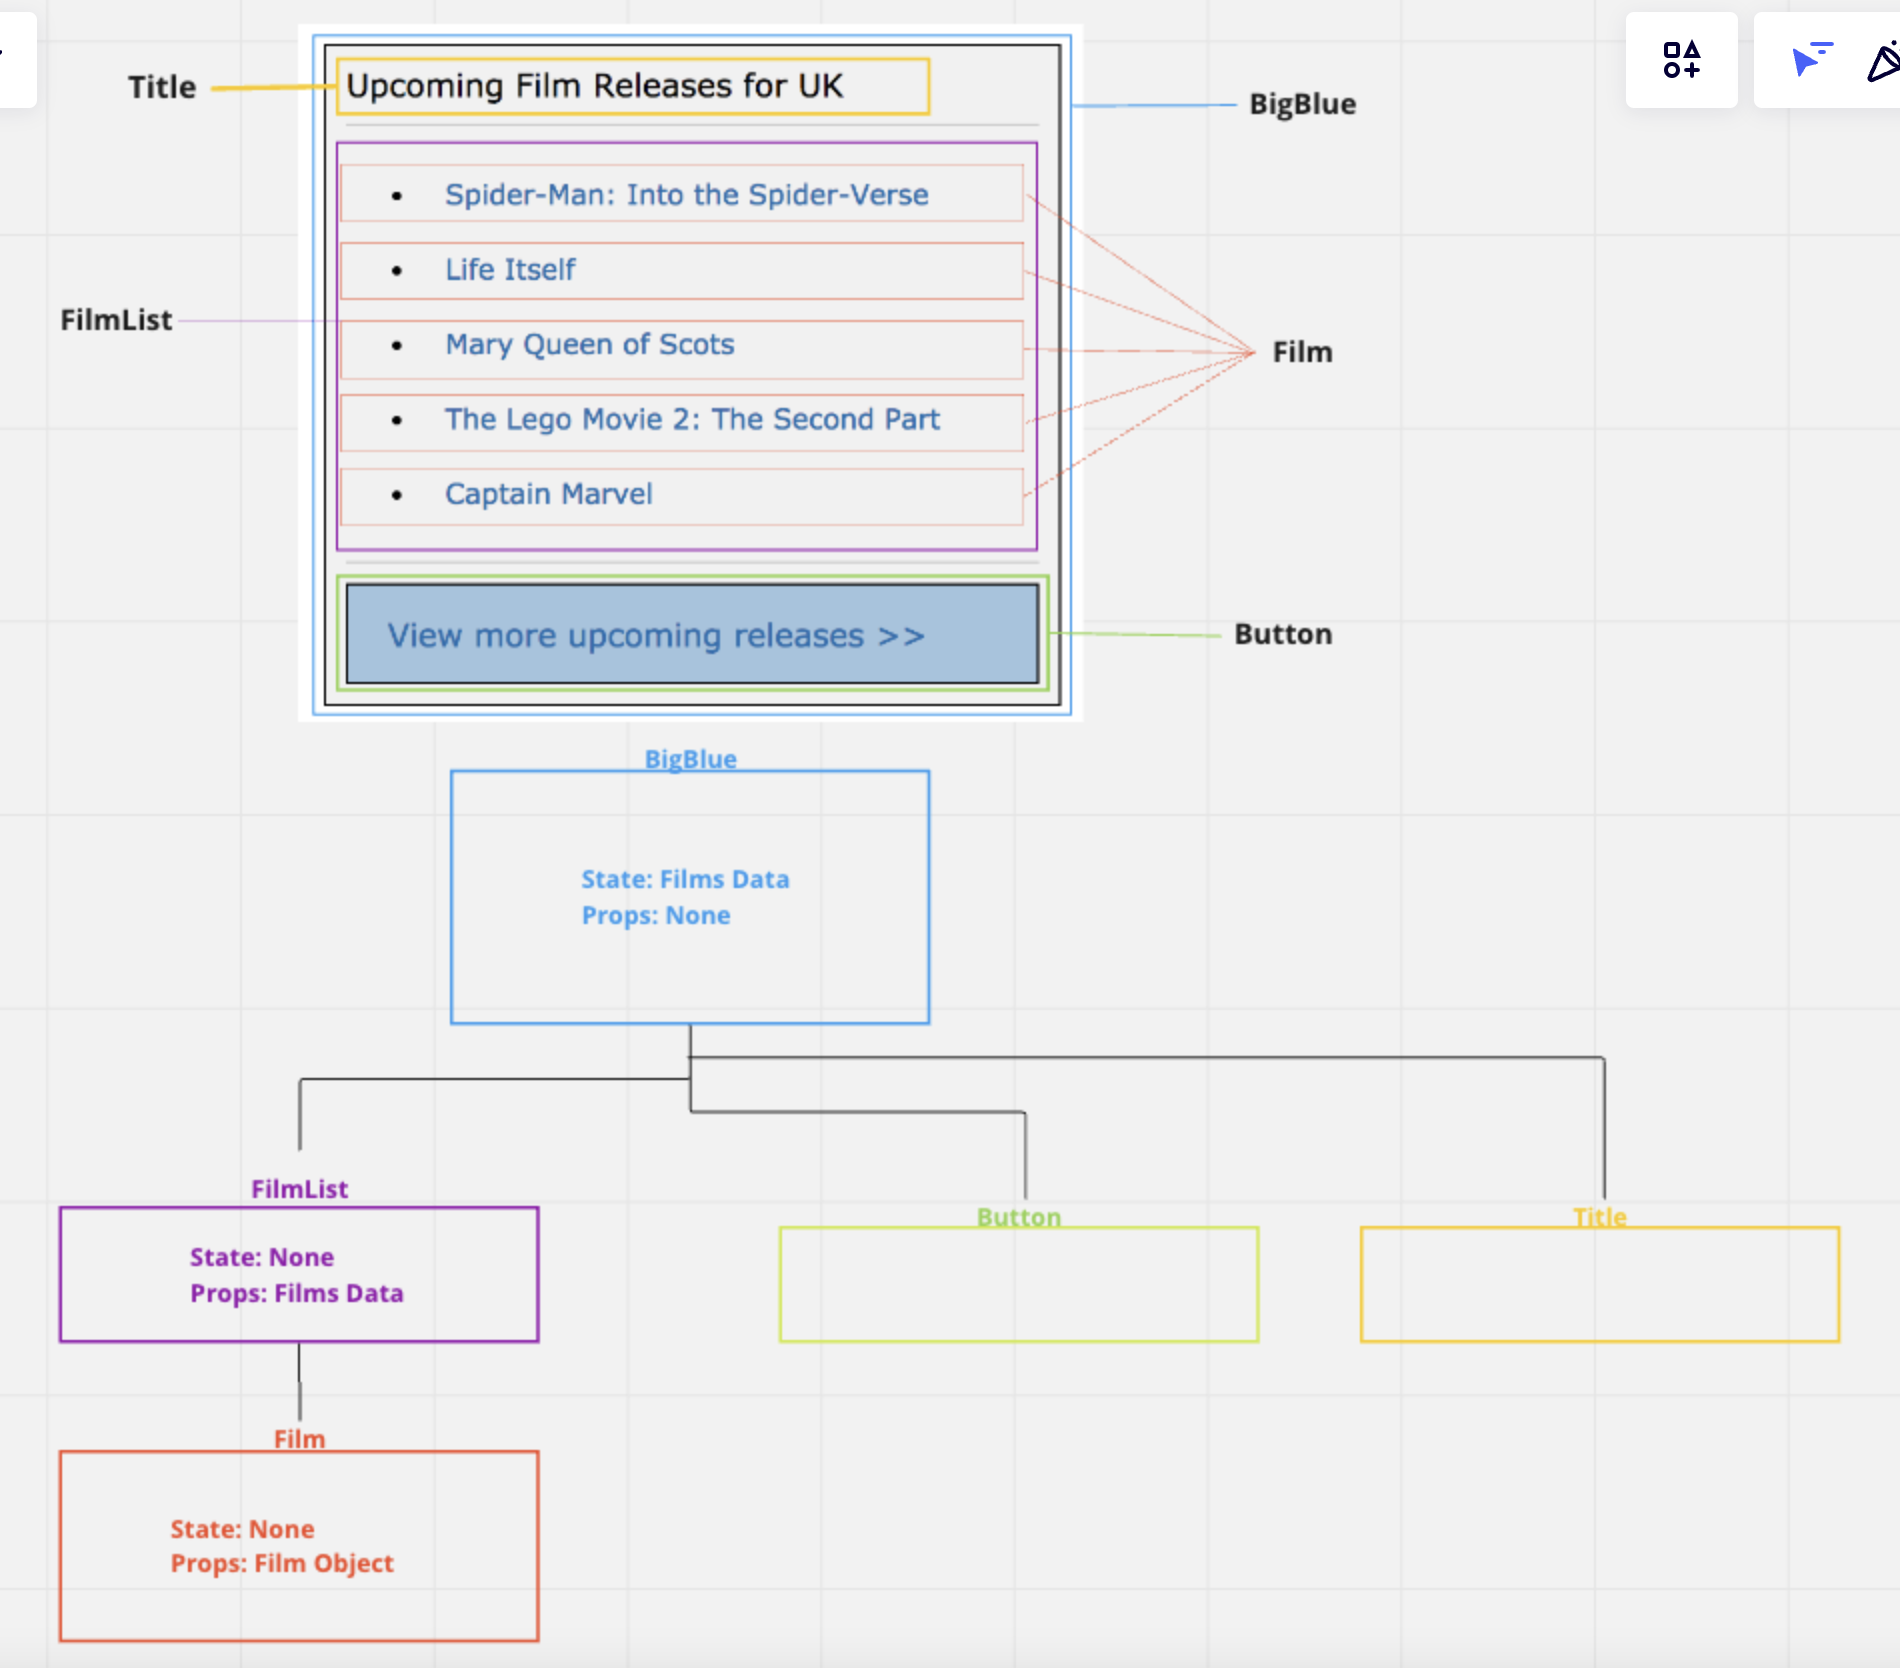 Title
Upcoming Film Releases for UK
BigBlue
Spider-Man: Into the Spider-Verse
Life Itself
FilmList
Mary Queen of Scots
Film
The Lego Movie 2: The Second Part
Captain Marvel
View more upcoming releases >>
Button
BigBlue
State: Films Data
Props: None
FilmList
State: None
Props: Films Data
Button
Title
Film
State: None
Props: Film Object